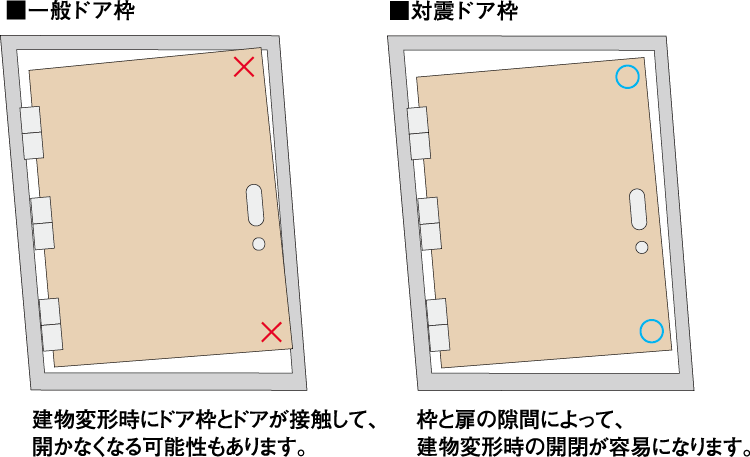 ■一般ドア枠
■対震ドア枠
建物変形時にドア枠とドアが接触して、
開かなくなる可能性もあります。
枠と扉の隙間によって、
建物変形時の開閉が容易になります。